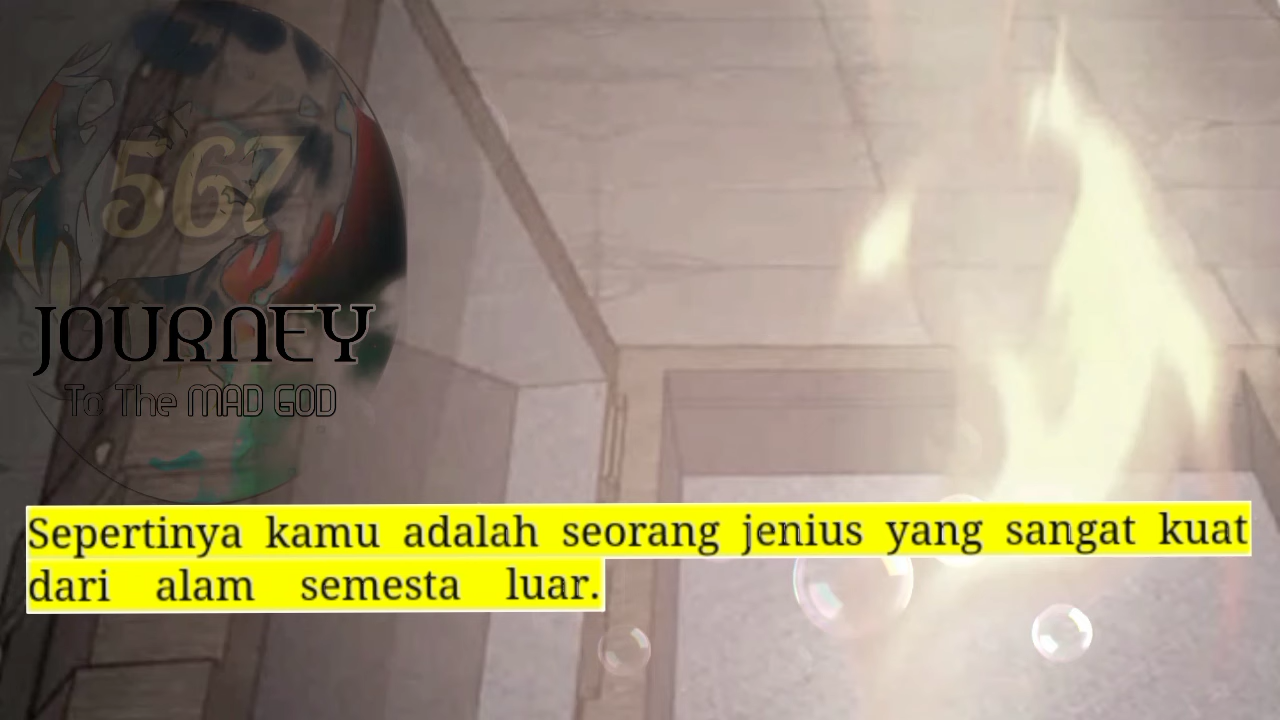 567
JOURNEY
To The MAD GOD
Sepertinya kamu adalah seorang jenius yang sangat kuat
dari alam semesta luar.